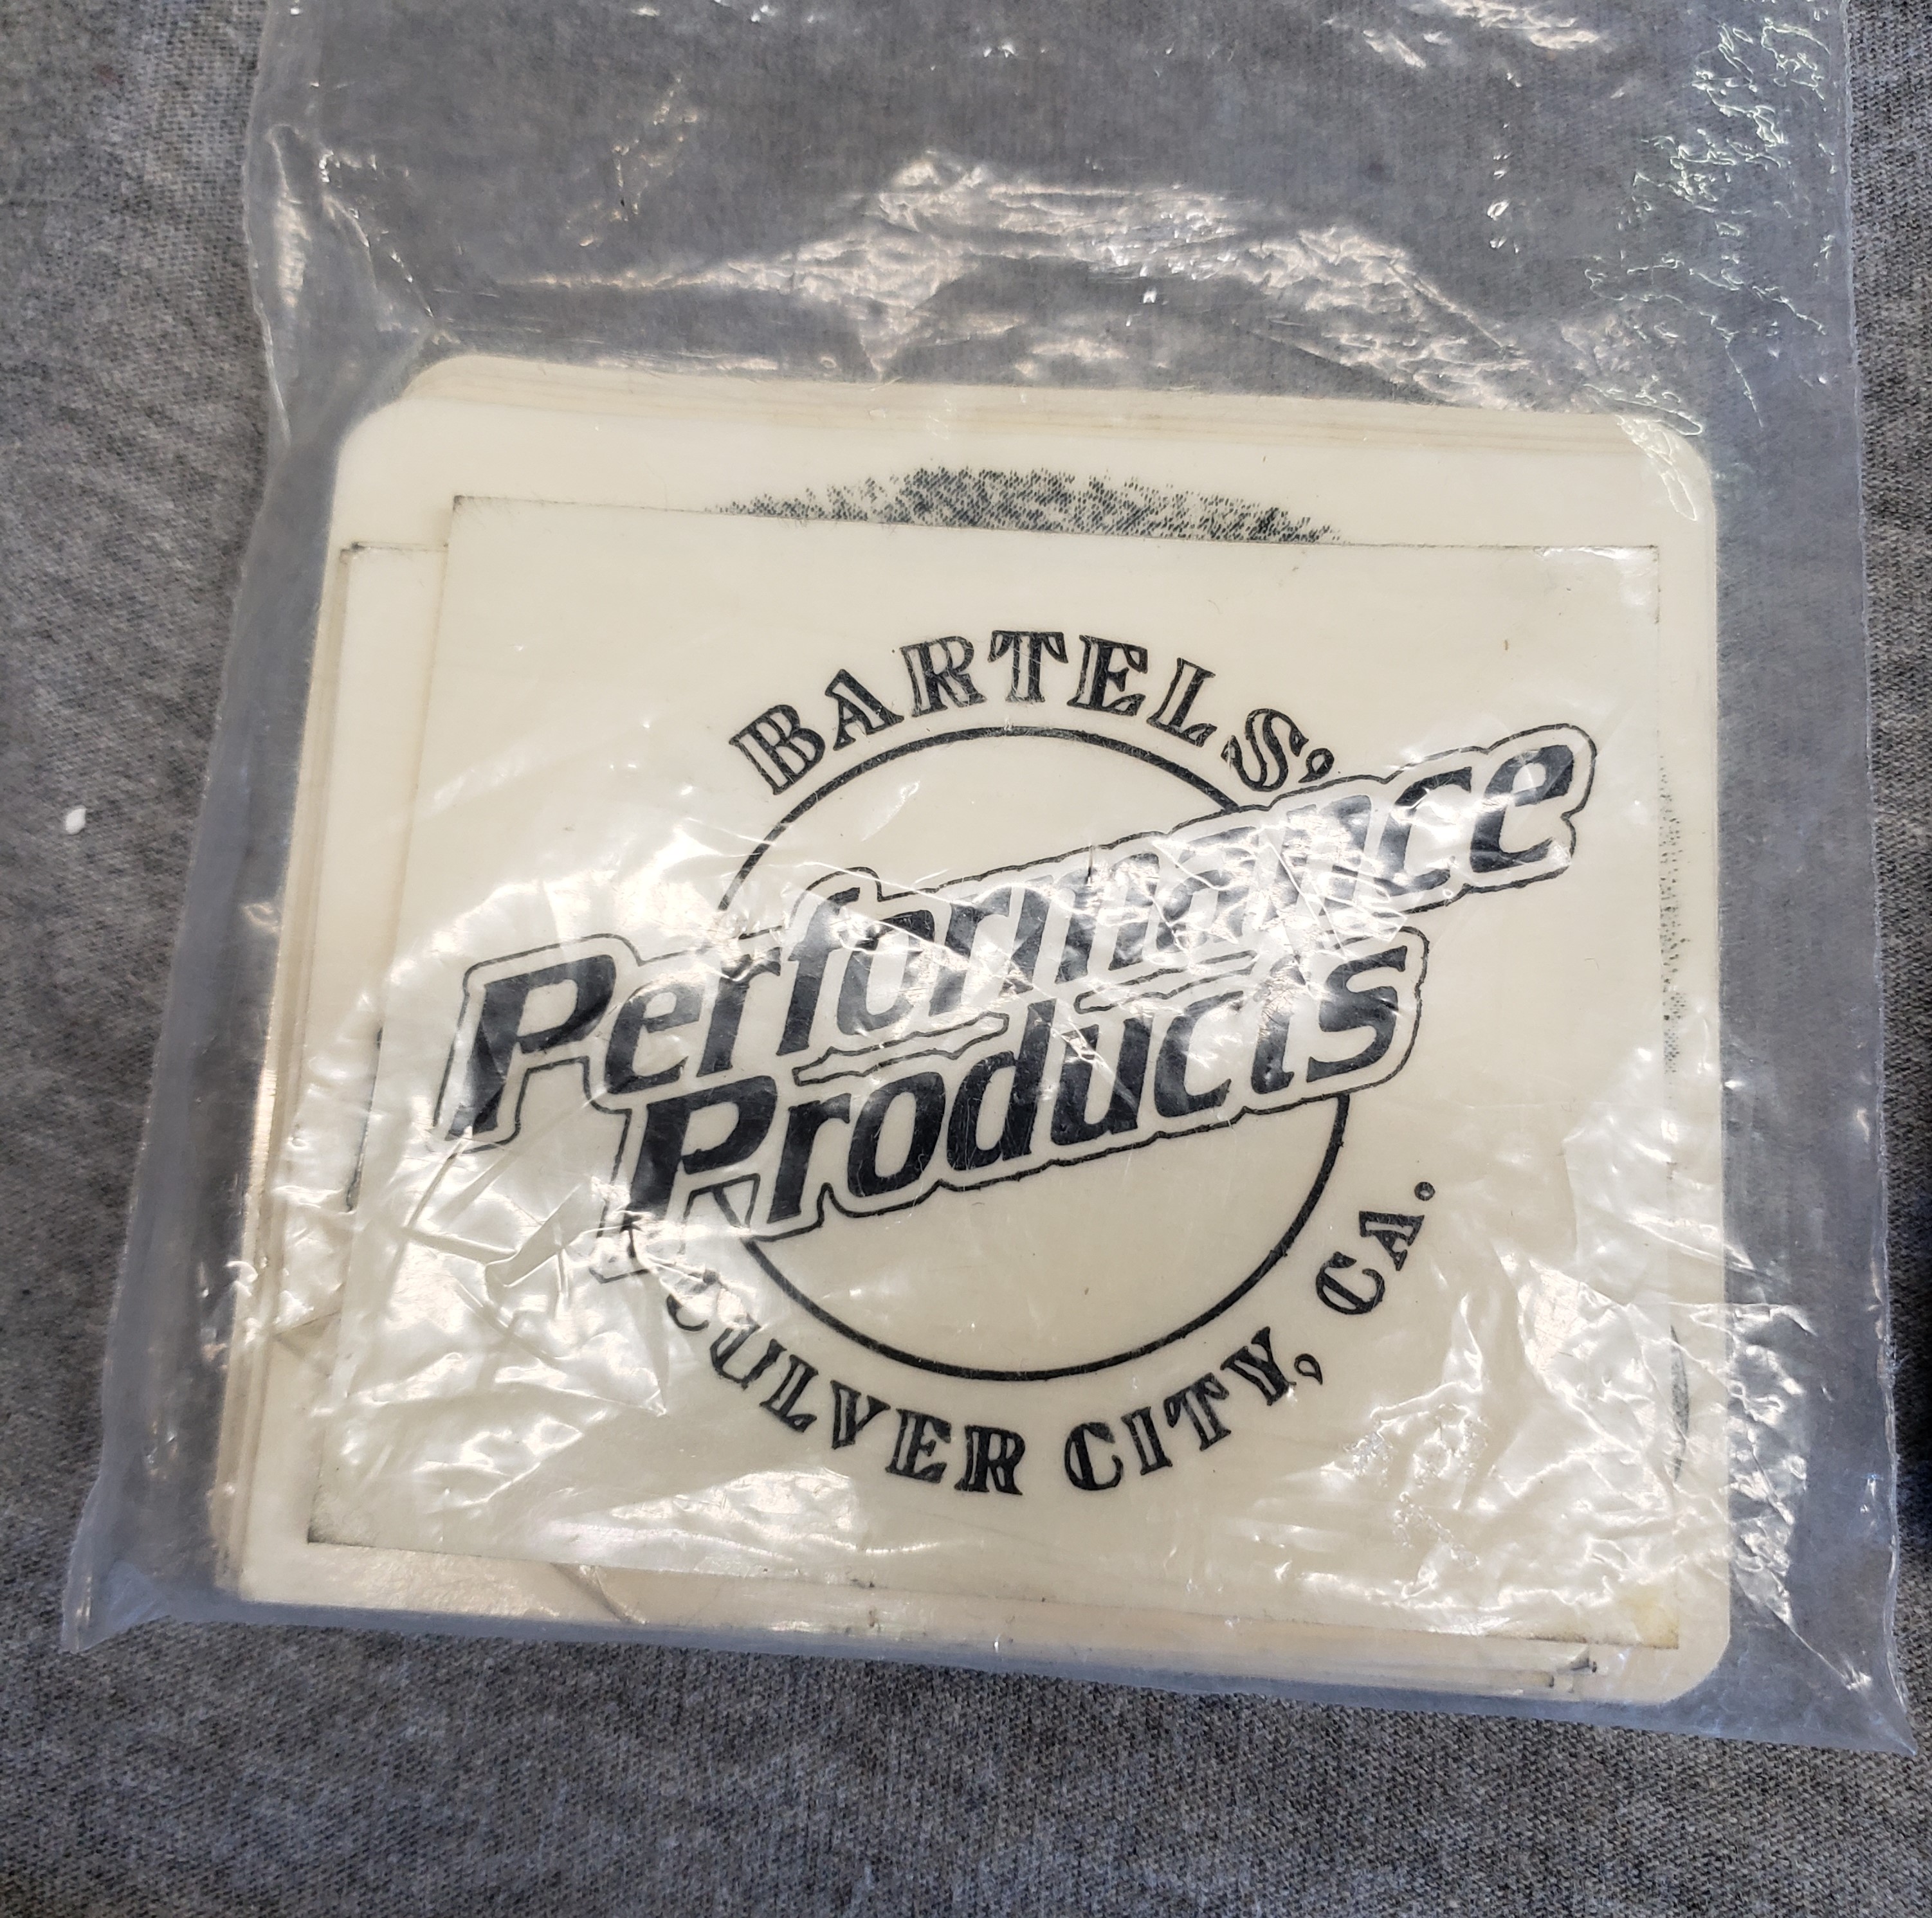 BARTELS'
Performance
Products
CULVER CITY, CA.